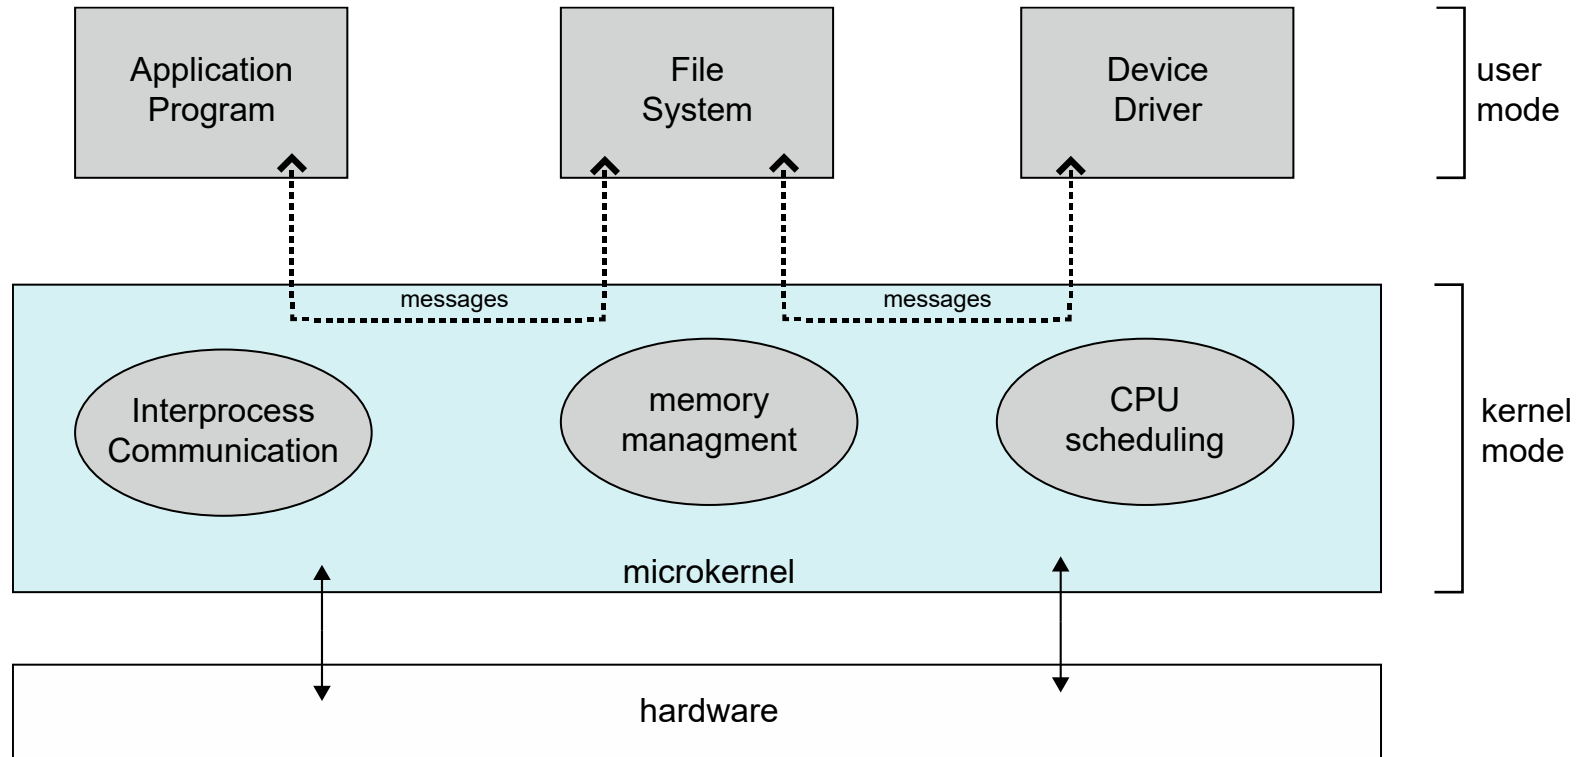 Application
Program
File
System
Device
Driver
user
mode
messages
messages
Interprocess
Communication
memory
managment
CPU
scheduling
kernel
mode
microkernel
hardware